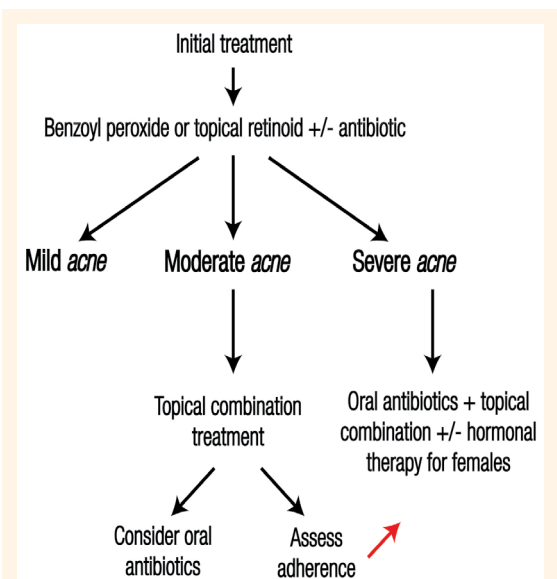 Initial treatment
Benzoyl peroxide or topical retinoid +/- antibiotic
Mild acne
Moderate acne
Severe acne
Topical combination
treatment
Oral antibiotics + topical
combination +/- hormonal
therapy for females
Consider oral
antibiotics
Assess
adherence